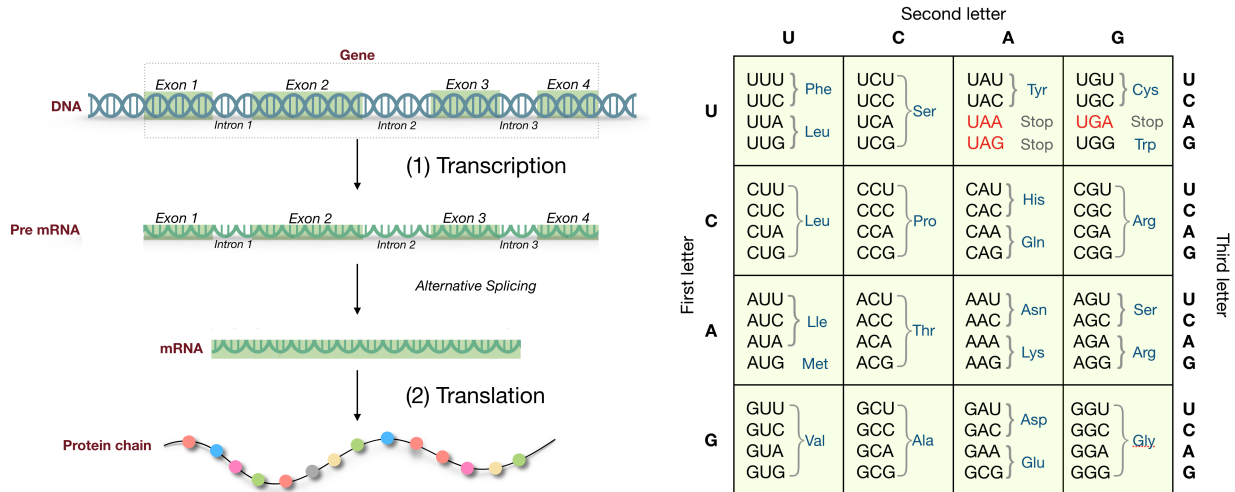 Gene
Exon 1 Exon 2 Exon 3 Exon 4
DNA
Intron 1 Intron 2 Intron 3
(1) Transcription
Exon 1 Exon 2 Exon 3 Exon 4
Pre mRNA
Intron 1 Intron 2 Intron 3
Alternative Splicing
mRNA
(2) Translation
Protein chain
Second letter
U C A G
First letter
Third letter
U
UUU UCU UAU UGU U
Phe Tyr Cys
UUC UCC UAC UGC C
Ser
UUA UCA UAA Stop UGA Stop A
Leu
UUG UCG UAG Stop UGG Trp G
C
CUU CCU CAU CGU U
His
CUC CCC CAC CGC C
Leu Pro Arg
CUA CCA CAA CGA A
Gln
CUG CCG CAG CGG G
A
AUU ACU AAU AGU U
Lle Asn Ser
AUC ACC AAC AGC C
Thr
AUA ACA AAA AGA A
Lys Arg
AUG Met ACG AAG AGG G
G
GUU GCU GAU GGU U
Asp
GUC GCC GAC GGC C
Val Ala Gly
GUA GCA GAA GGA A
Glu
GUG GCG GCG GGG G